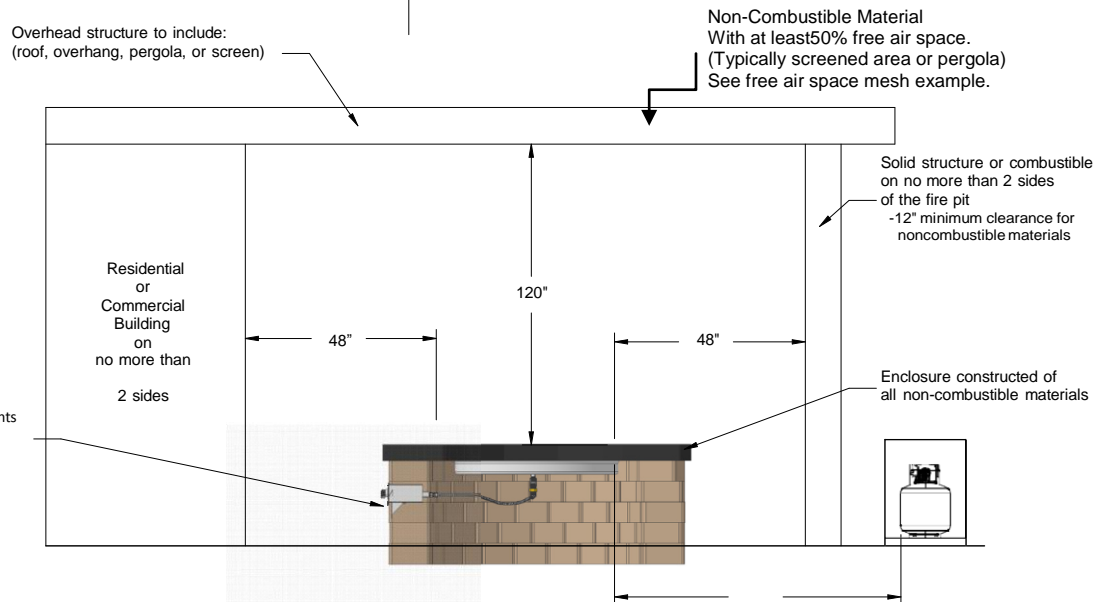 Overhead structure to include:
(roof, overhang, pergola, or screen)
Non-Combustible Material
With at least50% free air space.
(Typically screened area or pergola)
See free air space mesh example.
Solid structure or combustible
on no more than 2 sides
of the fire pit
-12" minimum clearance for
noncombustible materials
Residential
or
Commercial
Building
on
no more than
2 sides
120"
48"
48"
Enclosure constructed of
all non-combustible materials